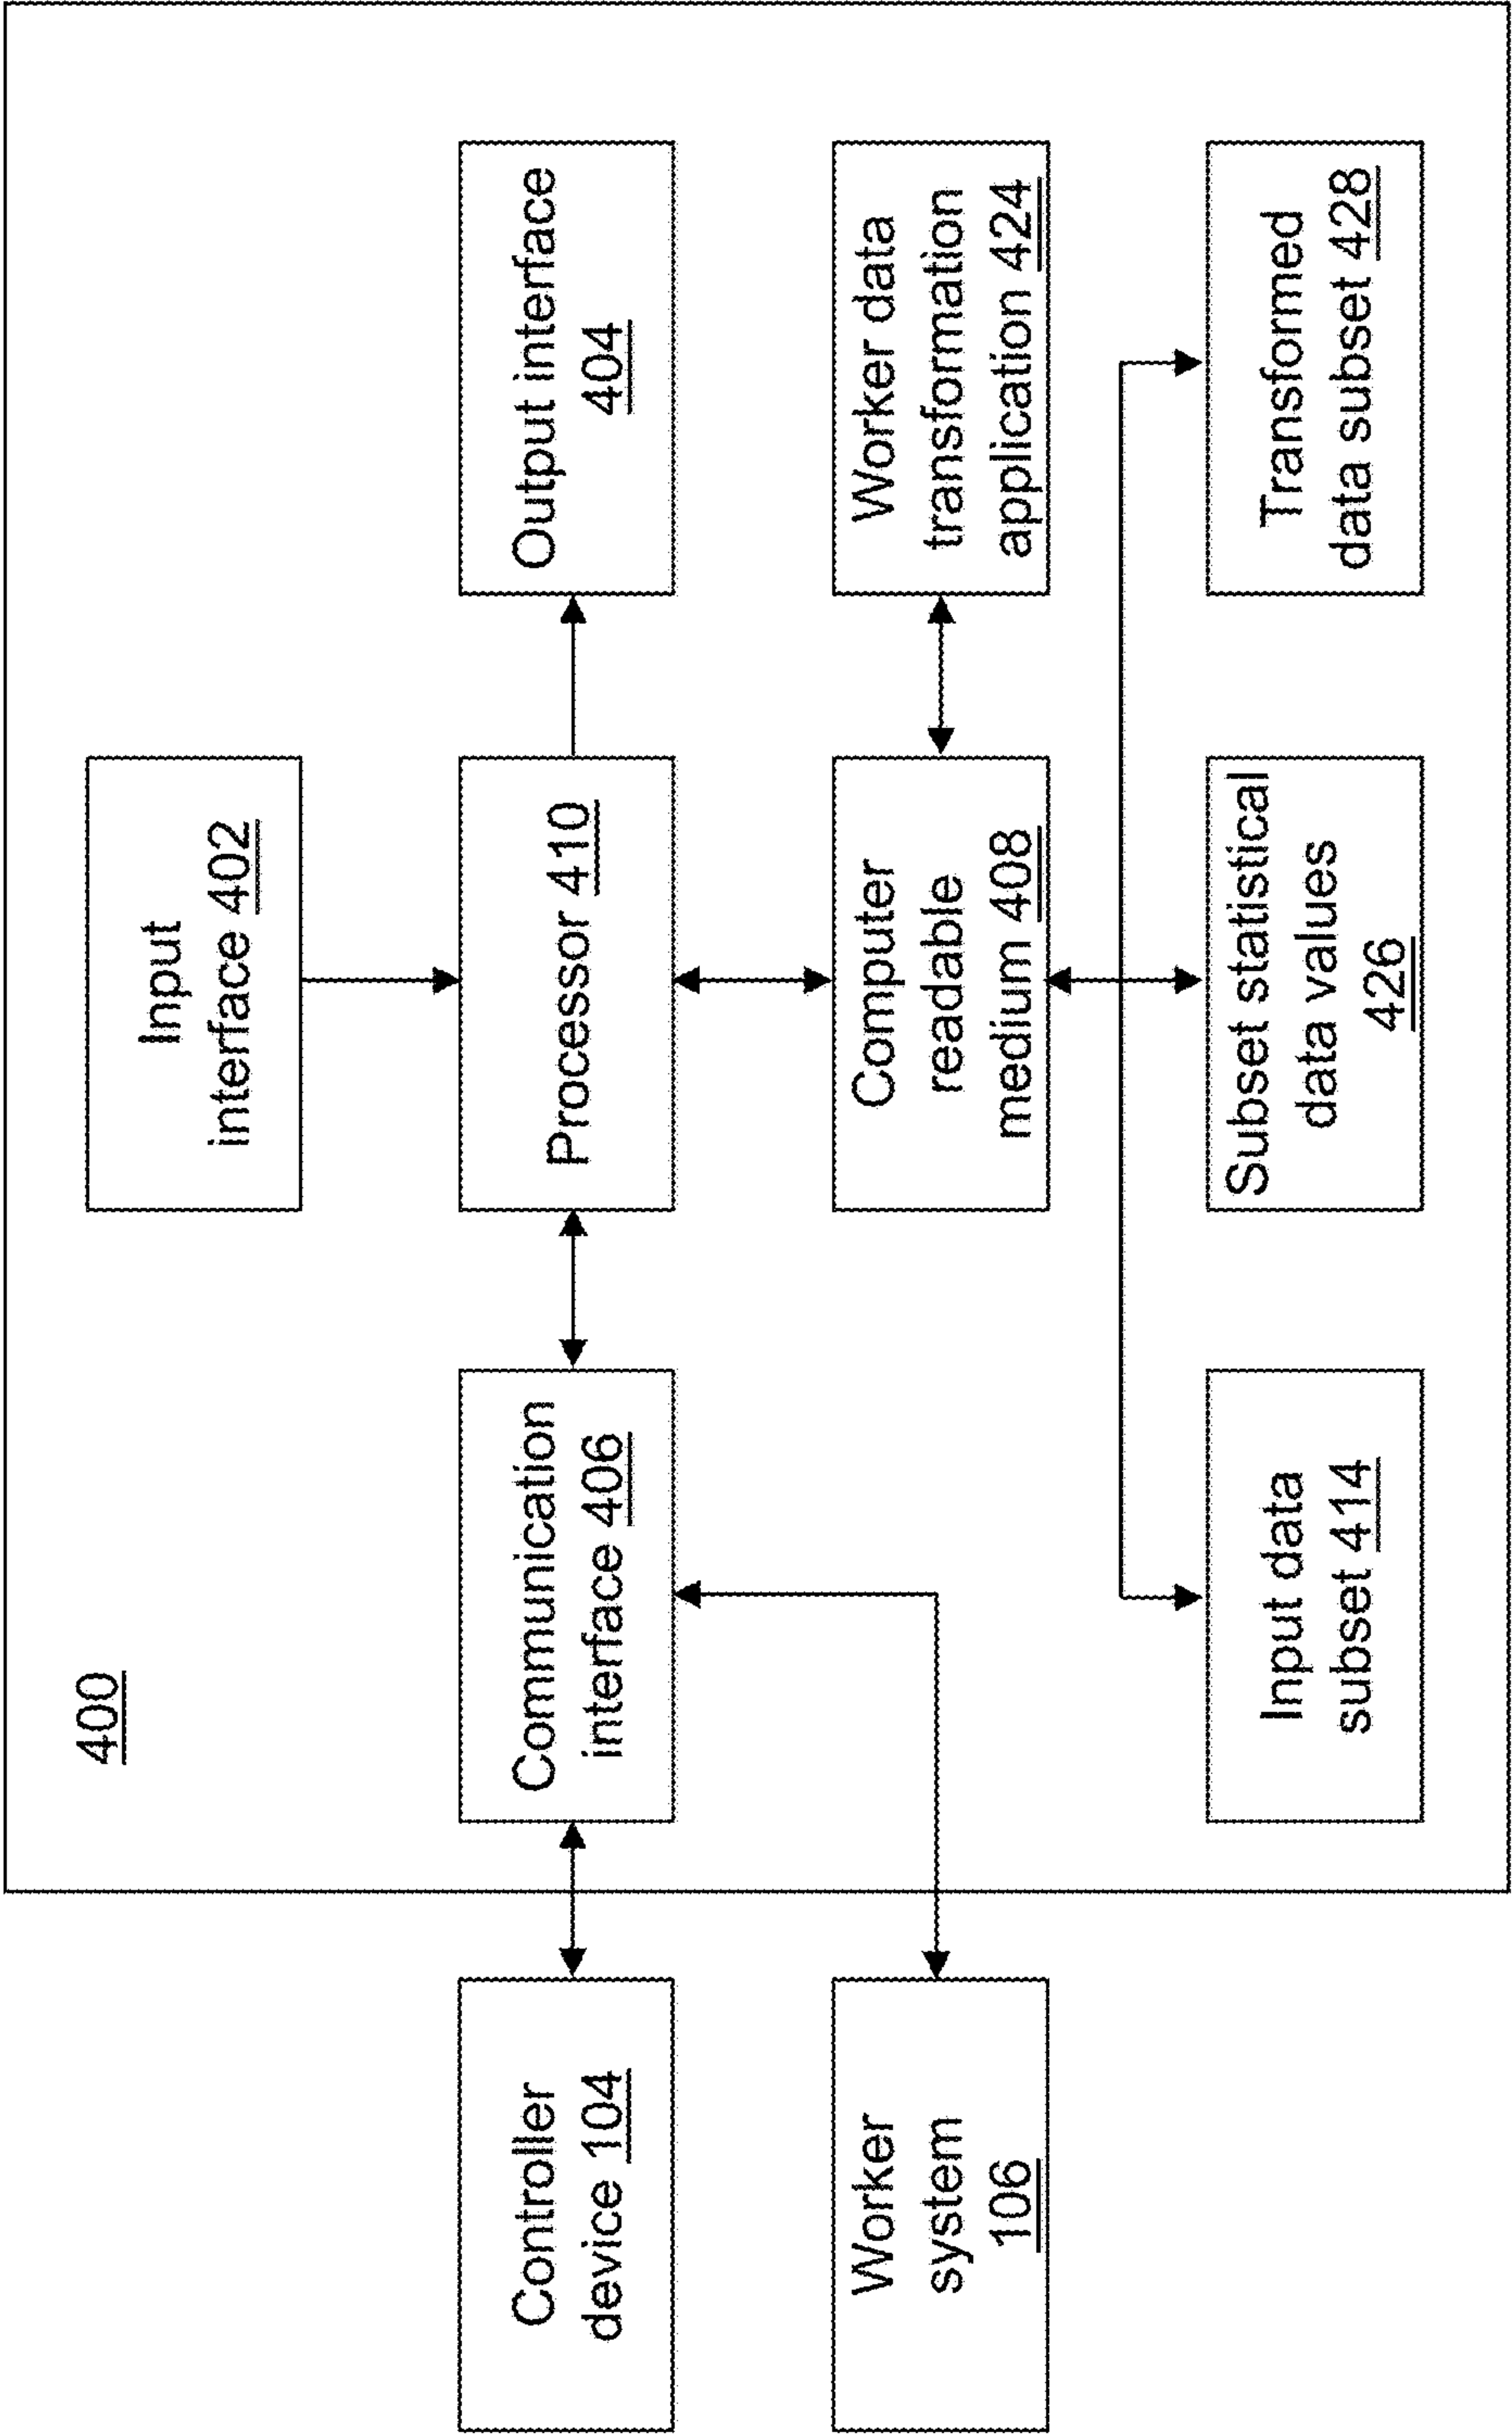 400
Input
interface 402
Controller
device 104
Communication
interface 406
Processor 410
Output interface
404
Worker
system
106
Computer
readable
medium 408
Worker data
transformation
application 424
Input data
subset 414
Subset statistical
data values
426
Transformed
data subset 428